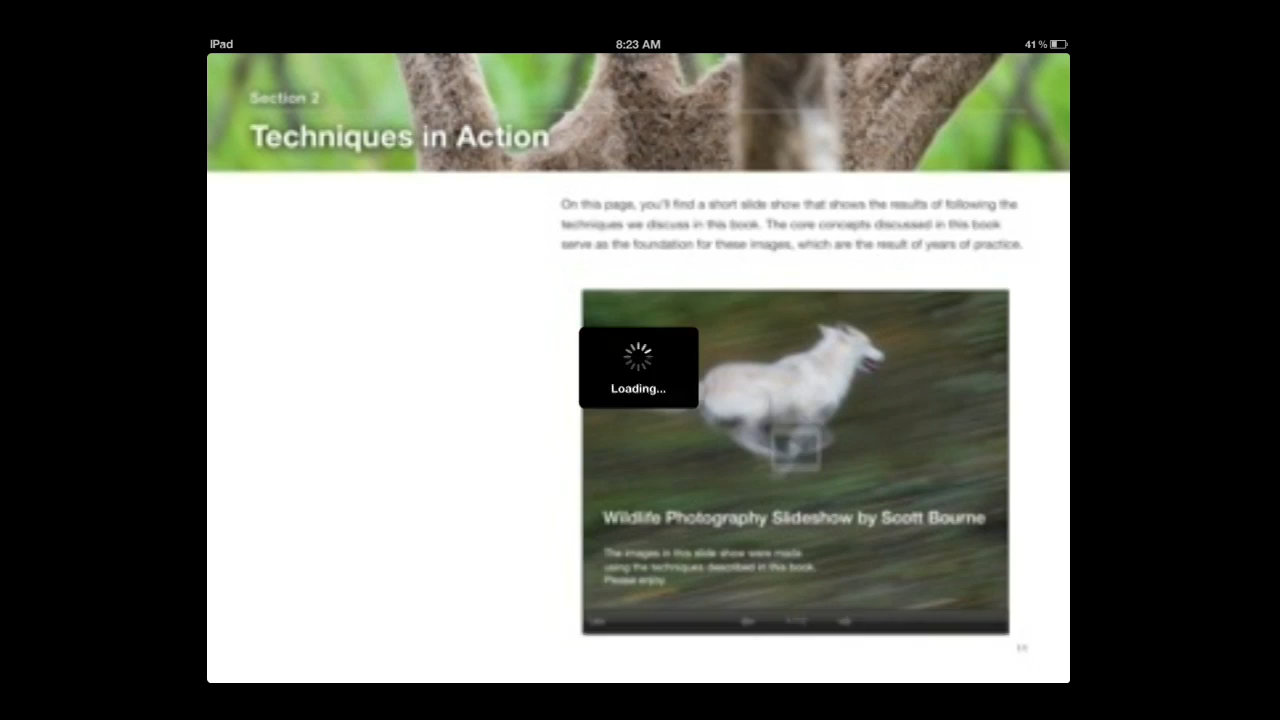 iPad
8:23 AM
41 %
Section 2
Techniques in Action
On this page, you'll find a short slide show that shows the results of following the
techniques we discuss in this book. The core concepts discussed in this book
serve as the foundation for these images, which are the result of years of practice.
Loading...
Wildlife Photography Slideshow by Scott Bourne
The images in this slide show were made
using the techniques described in this book.
Please enjoy.